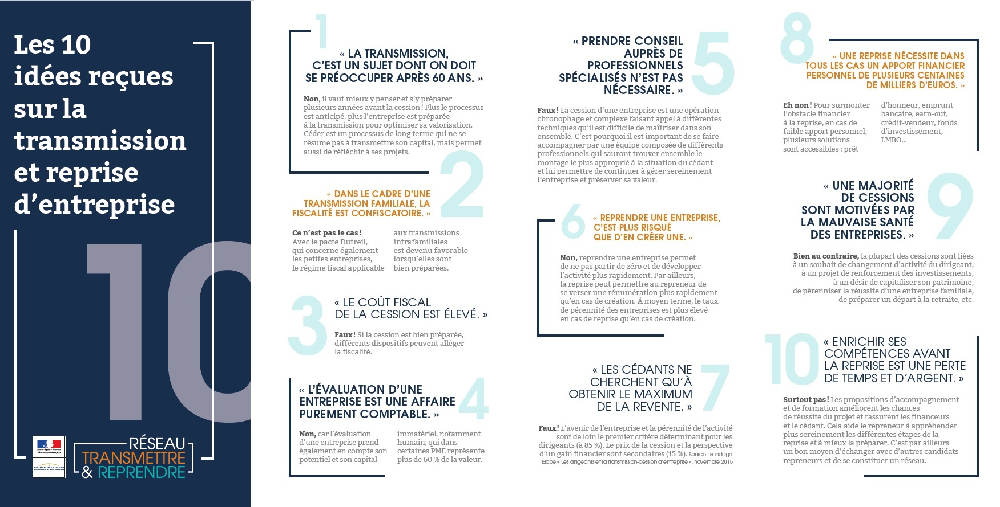 Les 10
idées reçues
sur la
transmission
et reprise
d’entreprise
10
RÉSEAU
TRANSMETTRE
& REPRENDRE
1
« LA TRANSMISSION,
C’EST UN SUJET DONT ON DOIT
SE PRÉOCCUPER APRÈS 60 ANS. »
Non, il vaut mieux y penser et s’y préparer
plusieurs années avant la cession ! Plus le processus
est anticipé, plus l’entreprise est préparée
à la transmission pour optimiser sa valorisation.
Céder est un processus de long terme qui ne se
résume pas à transmettre son capital, mais permet
aussi de réfléchir à ses projets.
2
« DANS LE CADRE D’UNE
TRANSMISSION FAMILIALE, LA
FISCALITÉ EST CONFISCATOIRE. »
Ce n’est pas le cas !
Avec le pacte Dutreil,
qui concerne également
les petites entreprises,
le régime fiscal applicable
aux transmissions
intrafamiliales
est devenu favorable
lorsqu’elles sont
bien préparées.
3
« LE COÛT FISCAL
DE LA CESSION EST ÉLEVÉ. »
Faux ! Si la cession est bien préparée,
différents dispositifs peuvent alléger
la fiscalité.
4
« L’ÉVALUATION D’UNE
ENTREPRISE EST UNE AFFAIRE
PUREMENT COMPTABLE. »
Non, car l’évaluation
d’une entreprise prend
également en compte son
potentiel et son capital
immatériel, notamment
humain, qui dans
certaines PME représente
plus de 60 % de la valeur.
5
« PRENDRE CONSEIL
AUPRÈS DE
PROFESSIONNELS
SPÉCIALISÉS N’EST PAS
NÉCESSAIRE. »
Faux ! La cession d’une entreprise est une opération
chronophage et complexe faisant appel à différentes
techniques qu’il est difficile de maîtriser dans son
ensemble. C’est pourquoi il est important de se faire
accompagner par une équipe composée de différents
professionnels qui sauront trouver ensemble le
montage le plus approprié à la situation du cédant
et lui permettre de continuer à gérer sereinement
l’entreprise et préserver sa valeur.
6
« REPRENDRE UNE ENTREPRISE,
C’EST PLUS RISQUÉ
QUE D’EN CRÉER UNE. »
Non, reprendre une entreprise permet
de ne pas partir de zéro et de développer
l’activité plus rapidement. Par ailleurs,
la reprise peut permettre au repreneur de
se verser une rémunération plus rapidement
qu’en cas de création. À moyen terme, le taux
de pérennité des entreprises est plus élevé
en cas de reprise qu’en cas de création.
7
« LES CÉDANTS NE
CHERCHENT QU’À
OBTENIR LE MAXIMUM
DE LA REVENTE. »
Faux ! L’avenir de l’entreprise et la pérennité de l’activité
sont de loin le premier critère déterminant pour les
dirigeants (à 85 %). Le prix de la cession et la perspective
d’un gain financier sont secondaires (15 %). Source : sondage
Elabe « Les dirigeants et la transmission-cession d’entreprise », novembre 2015
8
« UNE REPRISE NÉCESSITE DANS
TOUS LES CAS UN APPORT FINANCIER
PERSONNEL DE PLUSIEURS CENTAINES
DE MILLIERS D’EUROS. »
Eh non ! Pour surmonter
l’obstacle financier
à la reprise, en cas de
faible apport personnel,
plusieurs solutions
sont accessibles : prêt
d’honneur, emprunt
bancaire, earn-out,
crédit-vendeur, fonds
d’investissement,
LMBO...
9
« UNE MAJORITÉ
DE CESSIONS
SONT MOTIVÉES PAR
LA MAUVAISE SANTÉ
DES ENTREPRISES. »
Bien au contraire, la plupart des cessions sont liées
à un souhait de changement d’activité du dirigeant,
à un projet de renforcement des investissements,
à un désir de capitaliser son patrimoine,
de pérenniser la réussite d’une entreprise familiale,
de préparer un départ à la retraite, etc.
10
« ENRICHIR SES
COMPÉTENCES AVANT
LA REPRISE EST UNE PERTE
DE TEMPS ET D’ARGENT. »
Surtout pas ! Les propositions d’accompagnement
et de formation améliorent les chances
de réussite du projet et rassurent les financeurs
et le cédant. Cela aide le repreneur à appréhender
plus sereinement les différentes étapes de la
reprise et à mieux la préparer. C’est par ailleurs
un bon moyen d’échanger avec d’autres candidats
repreneurs et de se constituer un réseau.